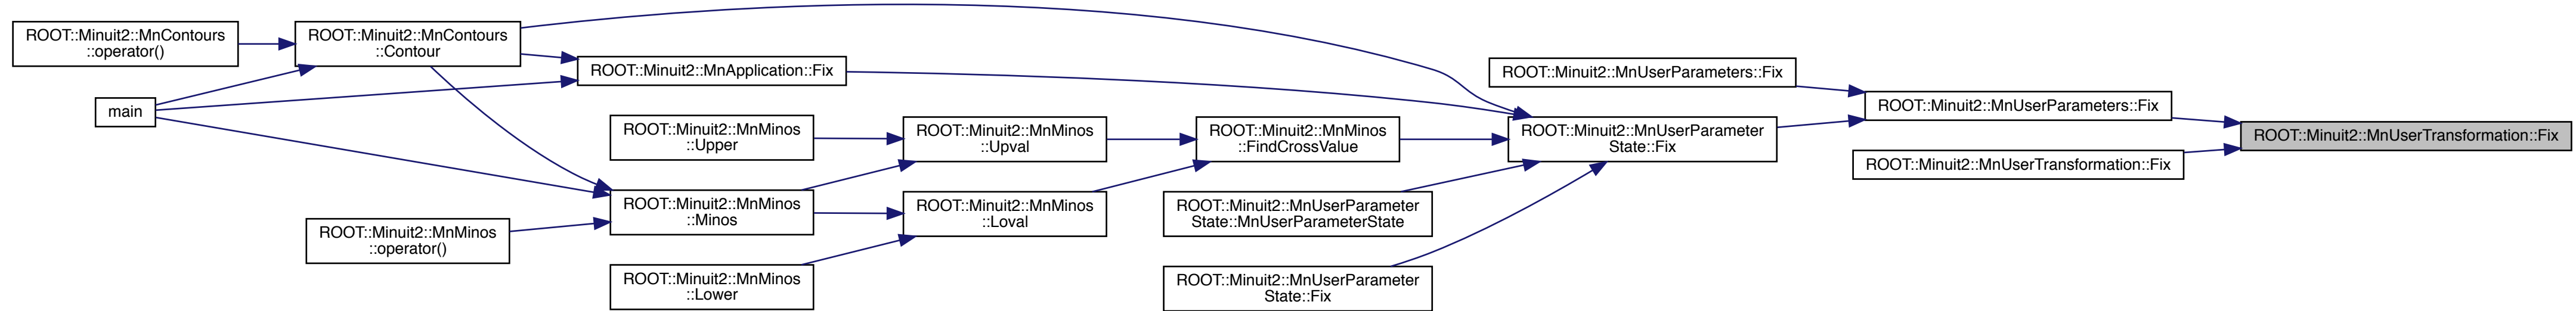 ROOT::Minuit2::MnContours
::operator()
ROOT::Minuit2::MnContours
::Contour
main
ROOT::Minuit2::MnApplication::Fix
ROOT::Minuit2::MnMinos
::operator()
ROOT::Minuit2::MnMinos
::Upper
ROOT::Minuit2::MnMinos
::Minos
ROOT::Minuit2::MnMinos
::Lower
ROOT::Minuit2::MnMinos
::Upval
ROOT::Minuit2::MnMinos
::Loval
ROOT::Minuit2::MnMinos
::FindCrossValue
ROOT::Minuit2::MnUserParameter
State::MnUserParameterState
ROOT::Minuit2::MnUserParameter
State::Fix
ROOT::Minuit2::MnUserParameters::Fix
ROOT::Minuit2::MnUserParameter
State::Fix
ROOT::Minuit2::MnUserParameters::Fix
ROOT::Minuit2::MnUserTransformation::Fix
ROOT::Minuit2::MnUserTransformation::Fix